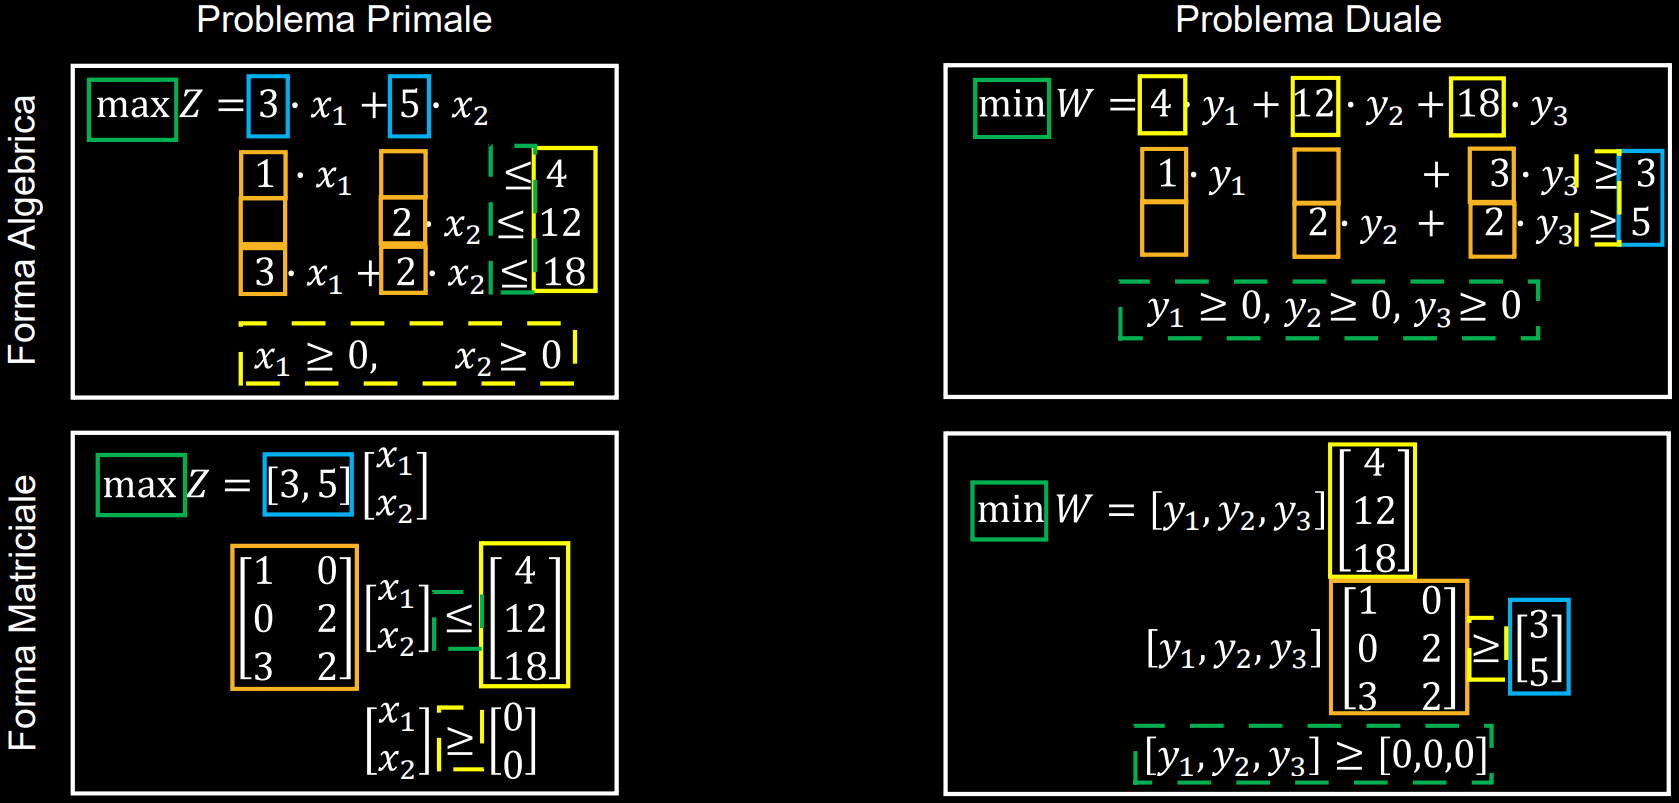 Problema Primale
Problema Duale
Forma Algebrica
max Z = 3 · x₁ + 5 · x₂
1 · x₁ ≤ 4
2 · x₂ ≤ 12
3 · x₁ + 2 · x₂ ≤ 18
x₁ ≥ 0, x₂ ≥ 0
min W = 4 · y₁ + 12 · y₂ + 18 · y₃
1 · y₁ + 3 · y₃ ≥ 3
2 · y₂ + 2 · y₃ ≥ 5
y₁ ≥ 0, y₂ ≥ 0, y₃ ≥ 0
Forma Matriciale
max Z = [3, 5] [x₁
x₂]
[1 0
0 2
3 2] [x₁
x₂] ≤ [4
12
18]
[x₁
x₂] ≥ [0
0]
min W = [y₁, y₂, y₃] [4
12
18]
[y₁, y₂, y₃] [1 0
0 2
3 2] ≥ [3
5]
[y₁, y₂, y₃] ≥ [0,0,0]